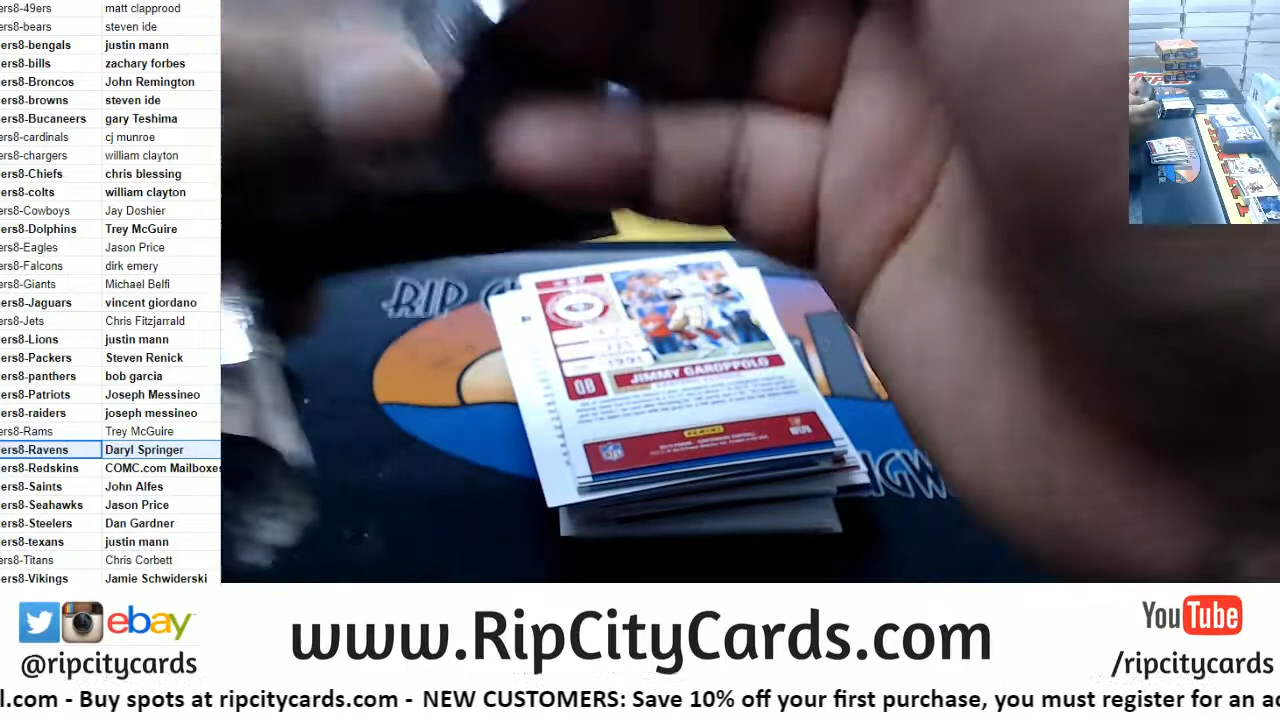 ers8-49ers matt clapprood
ers8-bears steven ide
ers8-bengals justin mann
ers8-bills zachary forbes
ers8-Broncos John Remington
ers8-browns steven ide
ers8-Bucaneers gary Teshima
ers8-cardinals cj munroe
ers8-chargers william clayton
ers8-Chiefs chris blessing
ers8-colts william clayton
ers8-Cowboys Jay Doshier
ers8-Dolphins Trey McGuire
ers8-Eagles Jason Price
ers8-Falcons dirk emery
ers8-Giants Michael Belfi
ers8-Jaguars vincent giordano
ers8-Jets Chris Fitzjarrald
ers8-Lions justin mann
ers8-Packers Steven Renick
ers8-panthers bob garcia
ers8-Patriots Joseph Messineo
ers8-raiders joseph messineo
ers8-Rams Trey McGuire
ers8-Ravens Daryl Springer
ers8-Redskins COMC.com Mailboxes
ers8-Saints John Alfes
ers8-Seahawks Jason Price
ers8-Steelers Dan Gardner
ers8-texans justin mann
ers8-Titans Chris Corbett
ers8-Vikings Jamie Schwiderski
RIP
QB
JIMMY GAROPPOLO
PANINI
NFL
ebay
@ripcitycards
www.RipCityCards.com
YouTube
/ripcitycards
l.com - Buy spots at ripcitycards.com - NEW CUSTOMERS: Save 10% off your first purchase, you must register for an ac